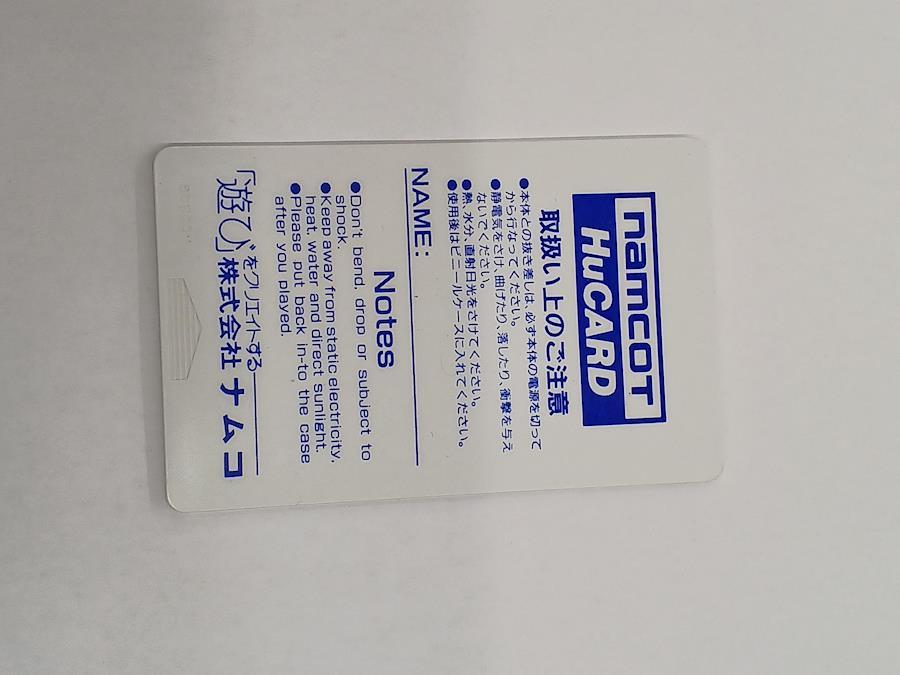 namcot
HuCARD
取扱い上のご注意
●本体との抜き差しは、必ず本体の電源を切って
から行なってください。
●静電気をさけ、曲げたり、落したり、衝撃を与え
ないでください。
●熱、水分、直射日光をさけてください。
●使用後はビニールケースに入れてください。
NAME:
Notes
●Don't bend, drop or subject to
shock.
●Keep away from static electricity,
heat, water and direct sunlight.
●Please put back in-to the case
after you played.
「遊び」をクリエイトする
株式会社ナムコ